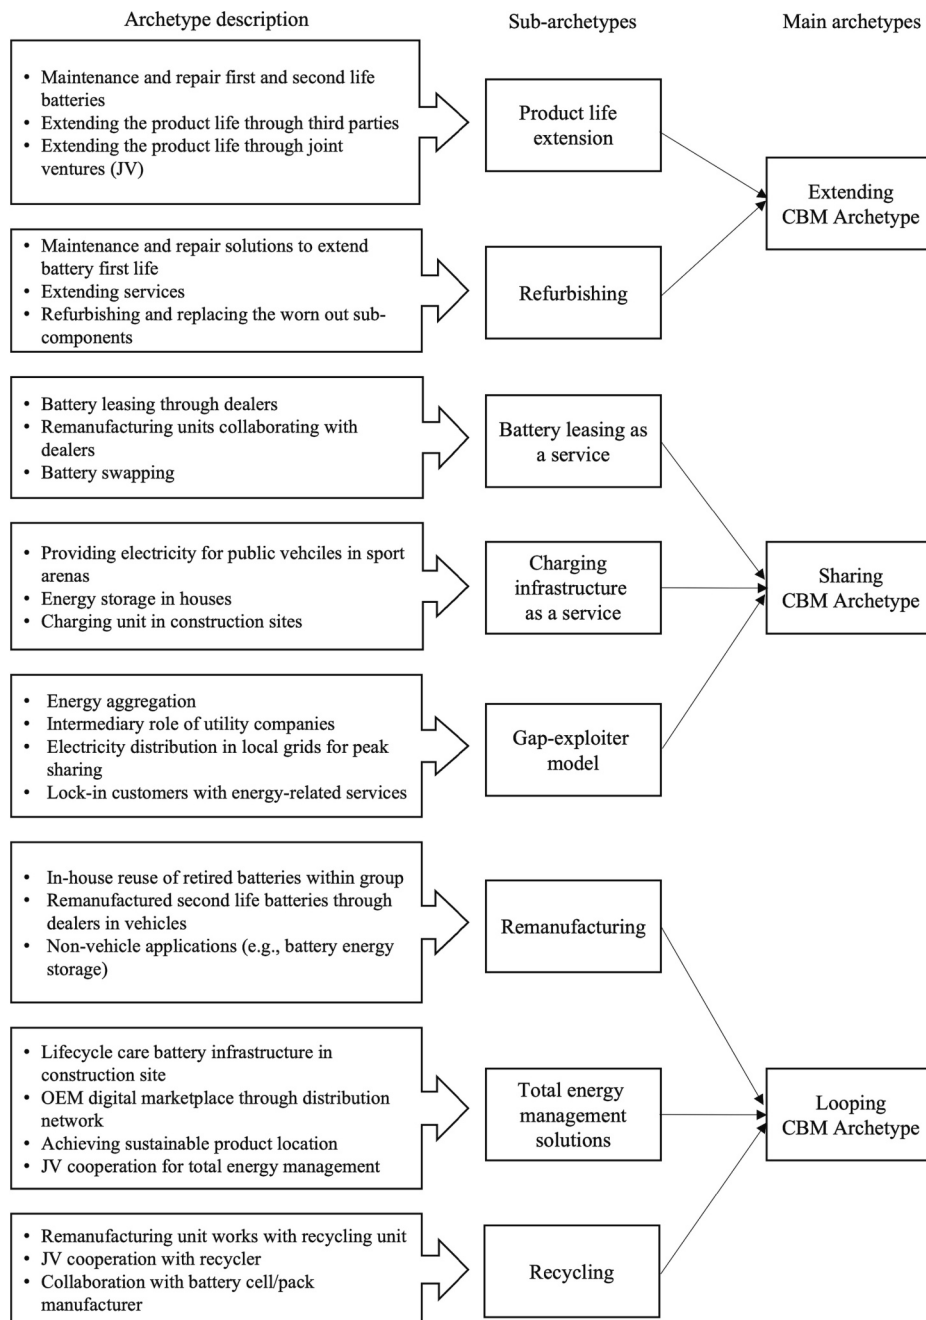 Archetype description
Sub-archetypes
Main archetypes
• Maintenance and repair first and second life
batteries
• Extending the product life through third parties
• Extending the product life through joint
ventures (JV)
Product life
extension
Extending
CBM Archetype
• Maintenance and repair solutions to extend
battery first life
• Extending services
• Refurbishing and replacing the worn out sub-
components
Refurbishing
• Battery leasing through dealers
• Remanufacturing units collaborating with
dealers
• Battery swapping
Battery leasing as
a service
• Providing electricity for public vehciles in sport
arenas
• Energy storage in houses
• Charging unit in construction sites
Charging
infrastructure
as a service
Sharing
CBM Archetype
• Energy aggregation
• Intermediary role of utility companies
• Electricity distribution in local grids for peak
sharing
• Lock-in customers with energy-related services
Gap-exploiter
model
• In-house reuse of retired batteries within group
• Remanufactured second life batteries through
dealers in vehicles
• Non-vehicle applications (e.g., battery energy
storage)
Remanufacturing
• Lifecycle care battery infrastructure in
construction site
• OEM digital marketplace through distribution
network
• Achieving sustainable product location
• JV cooperation for total energy management
Total energy
management
solutions
Looping
CBM Archetype
• Remanufacturing unit works with recycling unit
• JV cooperation with recycler
• Collaboration with battery cell/pack
manufacturer
Recycling